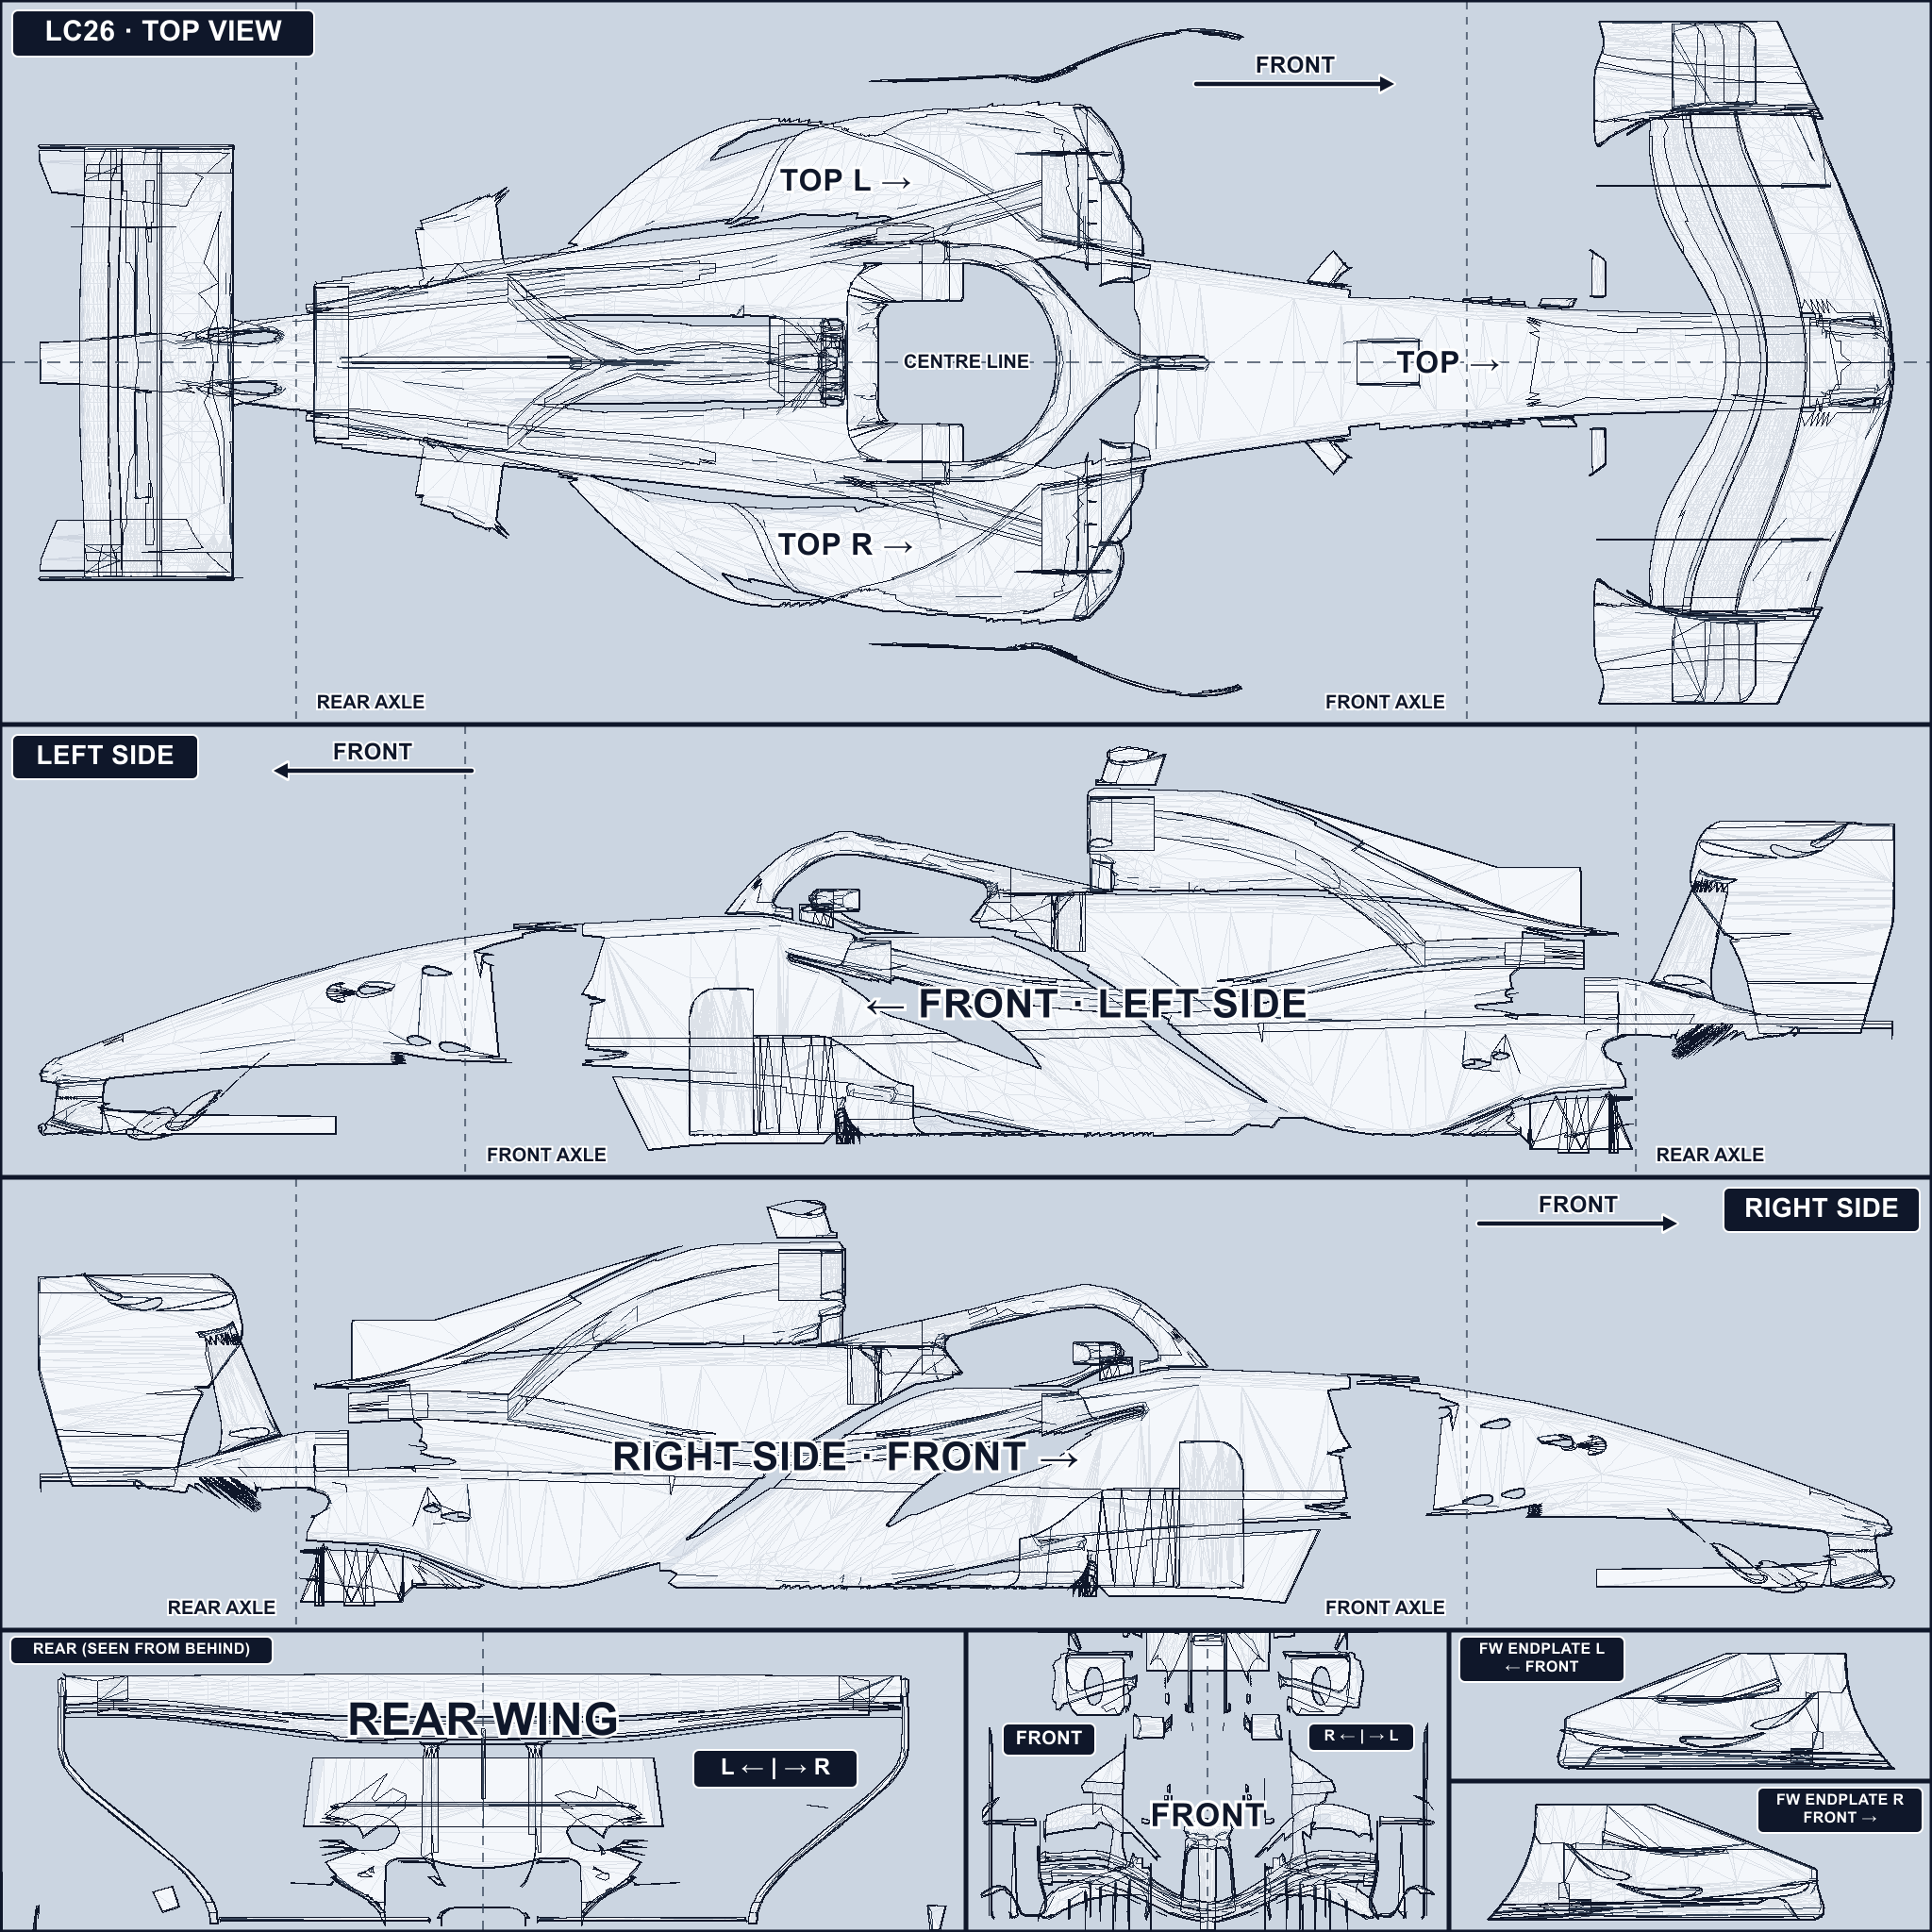 LC26 · TOP VIEW
FRONT
TOP L →
CENTRE LINE
TOP →
TOP R →
REAR AXLE
FRONT AXLE
LEFT SIDE
FRONT
← FRONT · LEFT SIDE
FRONT AXLE
REAR AXLE
FRONT
RIGHT SIDE
RIGHT SIDE · FRONT →
REAR AXLE
FRONT AXLE
REAR (SEEN FROM BEHIND)
REAR WING
L ← | → R
FRONT
R ← | → L
FRONT
FW ENDPLATE L
← FRONT
FW ENDPLATE R
FRONT →